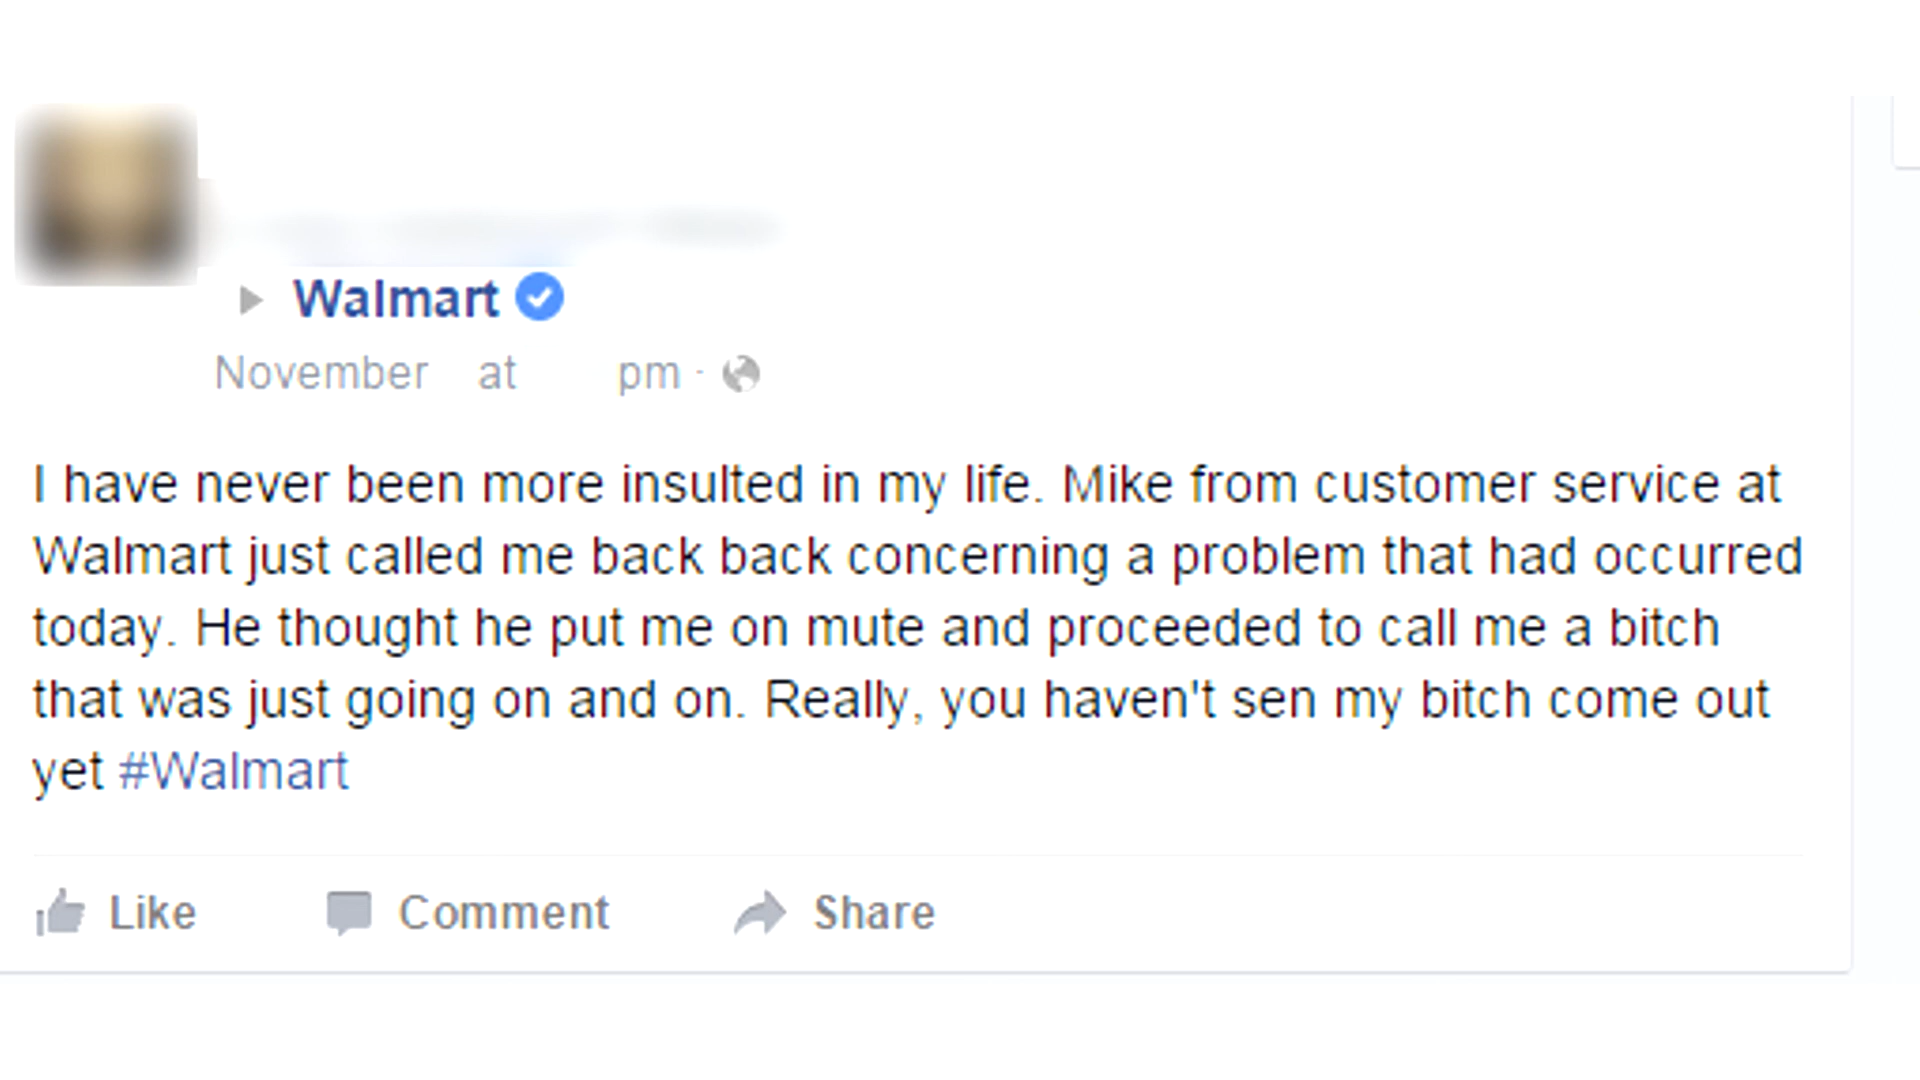 Walmart
November at pm ·
I have never been more insulted in my life. Mike from customer service at
Walmart just called me back back concerning a problem that had occurred
today. He thought he put me on mute and proceeded to call me a bitch
that was just going on and on. Really, you haven't sen my bitch come out
yet #Walmart
Like Comment Share